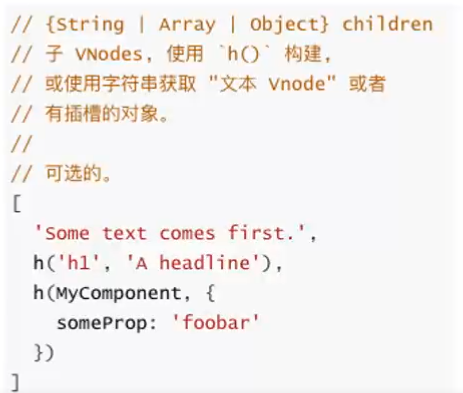 // {String | Array | Object} children
// 子 VNodes, 使用 `h()` 构建,
// 或使用字符串获取 "文本 Vnode" 或者
// 有插槽的对象。
//
// 可选的。
[
  'Some text comes first.',
  h('h1', 'A headline'),
  h(MyComponent, {
    someProp: 'foobar'
  })
]